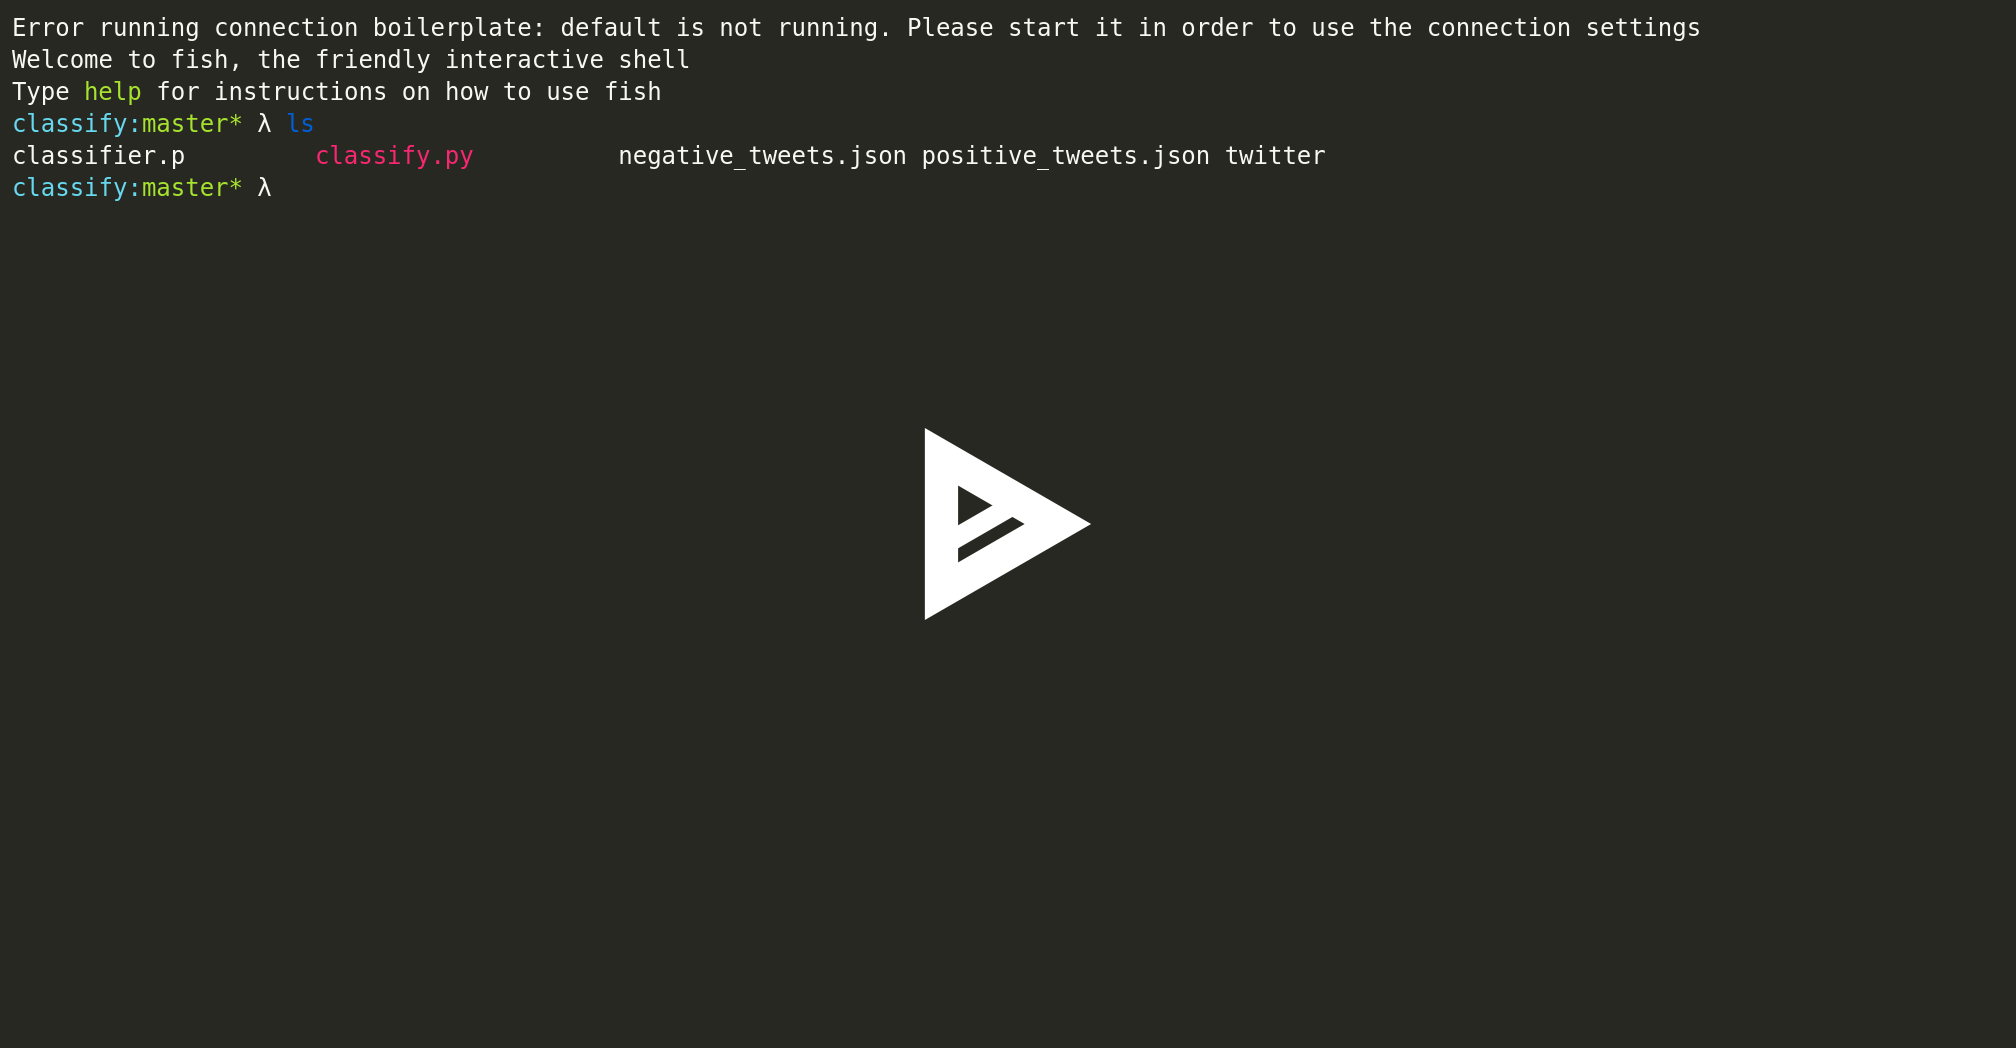 Error running connection boilerplate: default is not running. Please start it in order to use the connection settings
Welcome to fish, the friendly interactive shell
Type help for instructions on how to use fish
classify:master* λ ls
classifier.p         classify.py          negative_tweets.json positive_tweets.json twitter
classify:master* λ